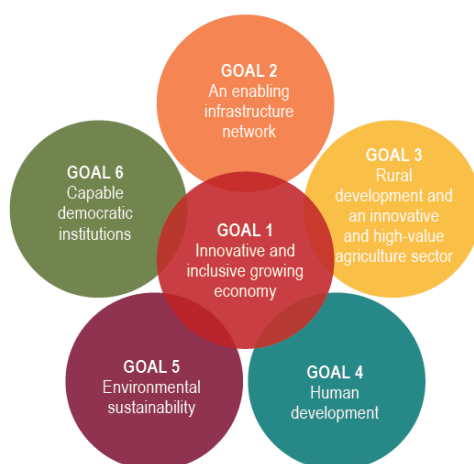 GOAL 2
An enabling
infrastructure
network
GOAL 3
Rural
development and
an innovative
and high-value
agriculture sector
GOAL 6
Capable
democratic
institutions
GOAL 1
Innovative and
inclusive growing
economy
GOAL 5
Environmental
sustainability
GOAL 4
Human
development